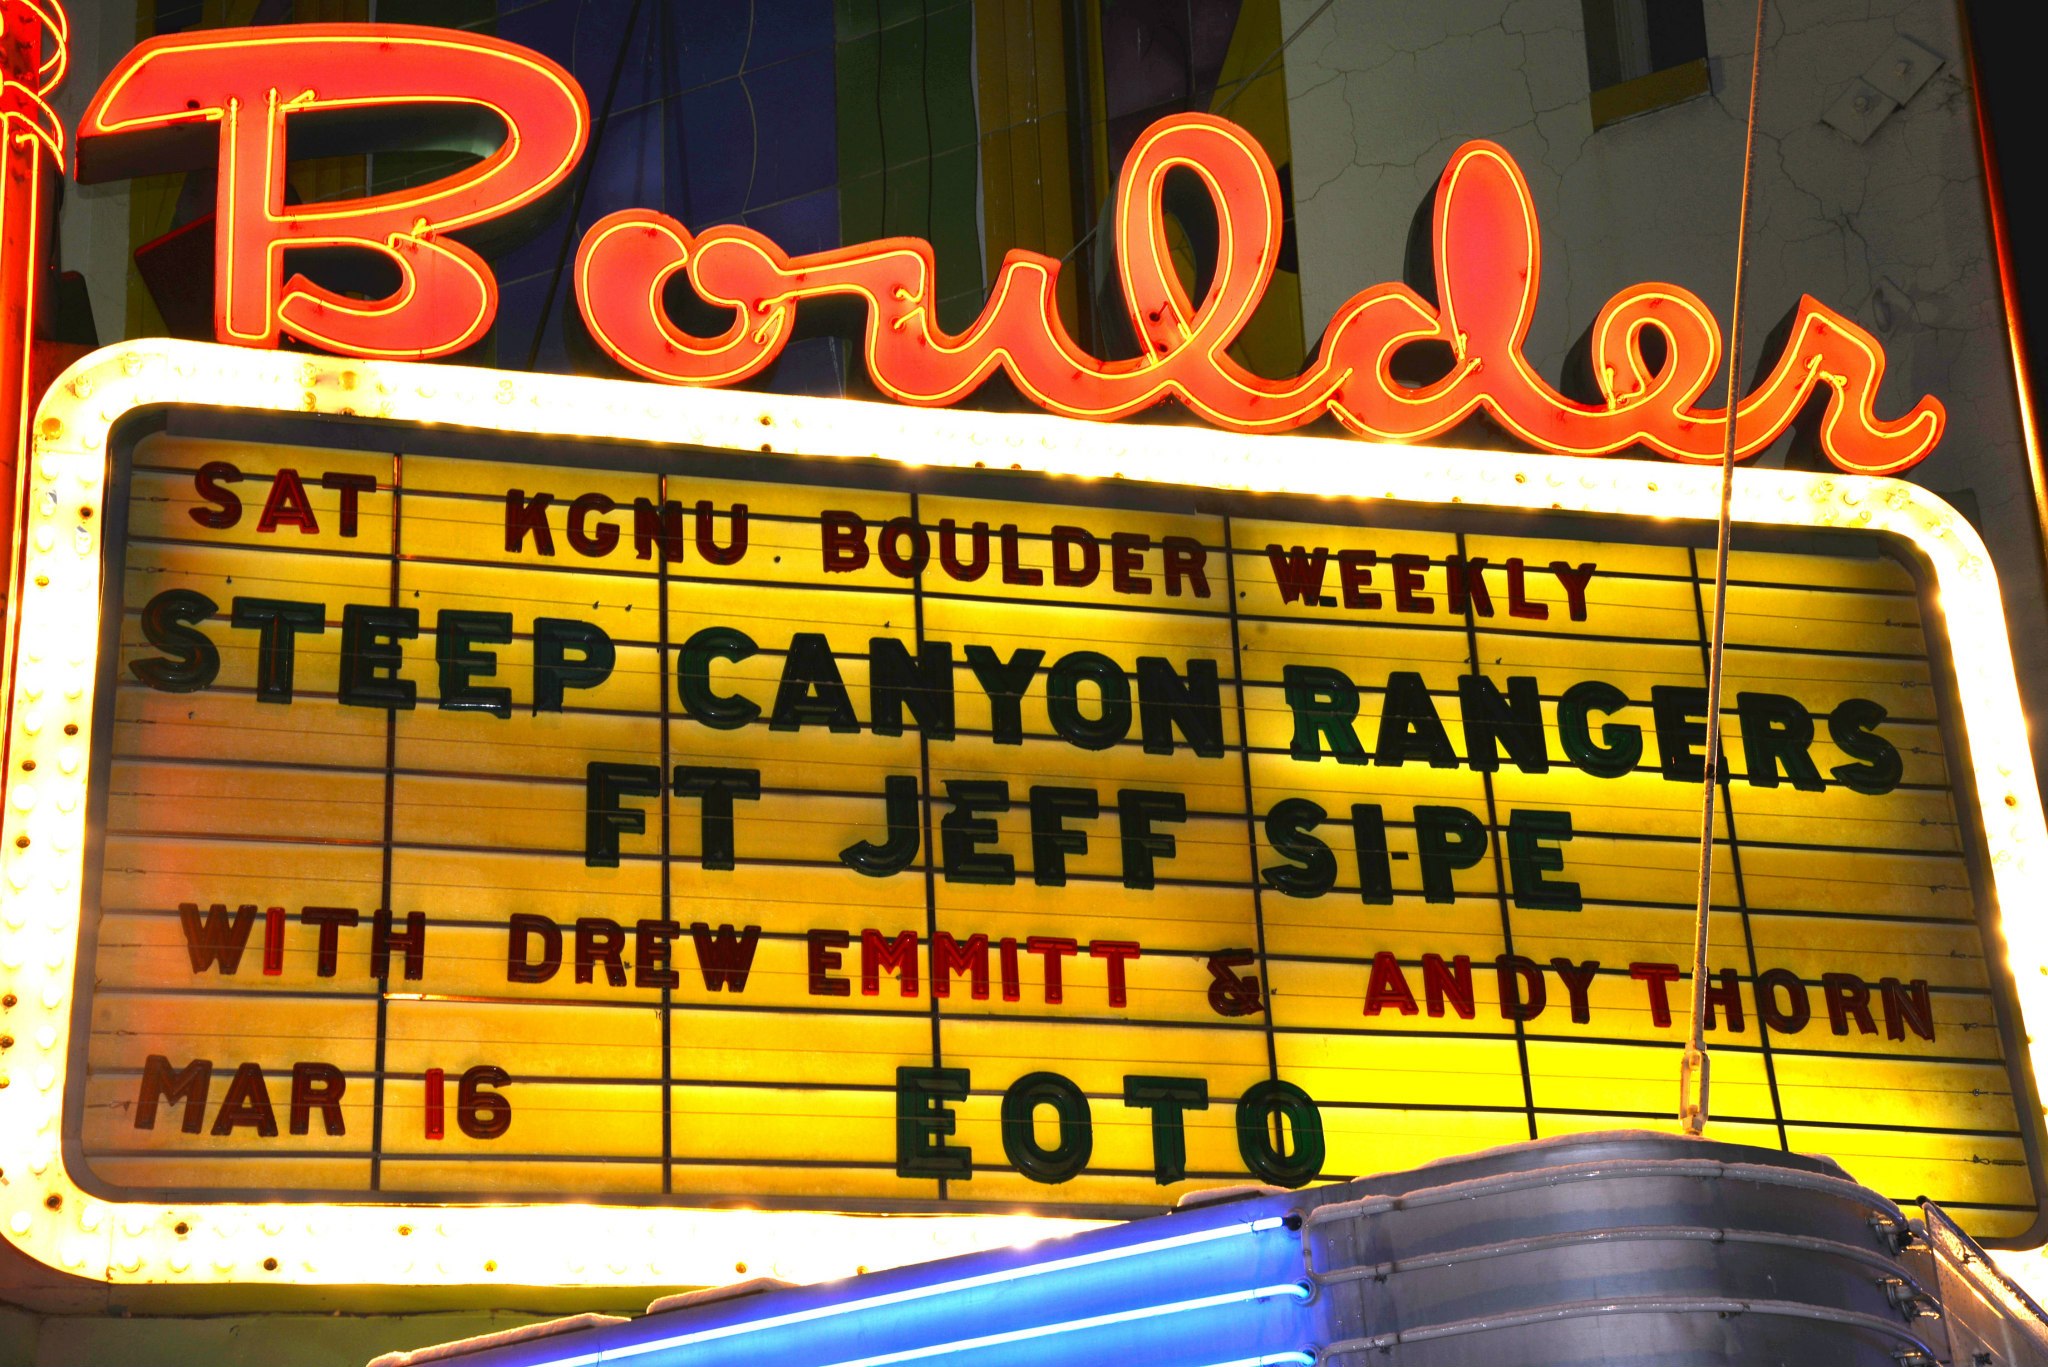 Boulder
SAT KGNU. BOULDER WEEKLY
STEEP CANYON RANGERS
FT JEFF SIPE
WITH DREW EMMITT & ANDY THORN
MAR 16 EOTO